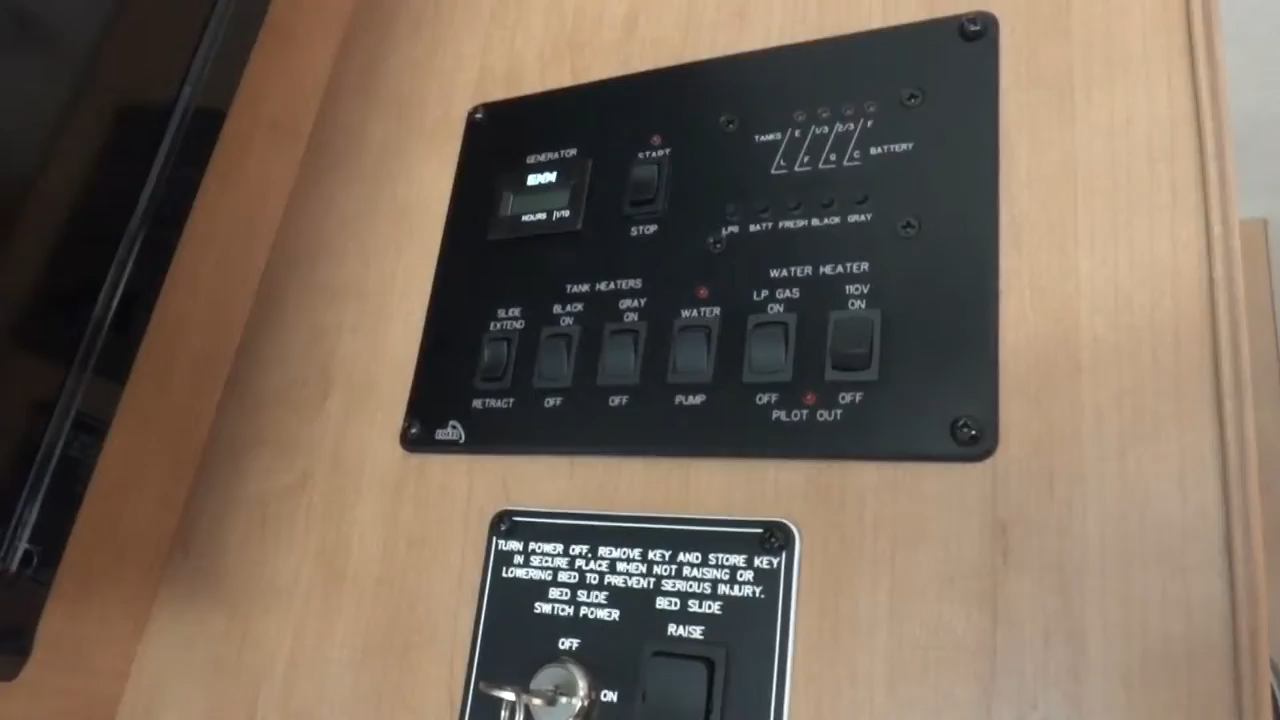 GENERATOR
HOURS 1/10
START
STOP
TANKS E 1/3 2/3 F
L F G C BATTERY
LPG BATT FRESH BLACK GRAY
TANK HEATERS
WATER HEATER
SLIDE EXTEND
BLACK ON
GRAY ON
WATER
LP GAS ON
110V ON
RETRACT
OFF
OFF
PUMP
OFF
OFF
PILOT OUT
TURN POWER OFF, REMOVE KEY AND STORE KEY
IN SECURE PLACE WHEN NOT RAISING OR
LOWERING BED TO PREVENT SERIOUS INJURY.
BED SLIDE
SWITCH POWER
BED SLIDE
RAISE
OFF
ON